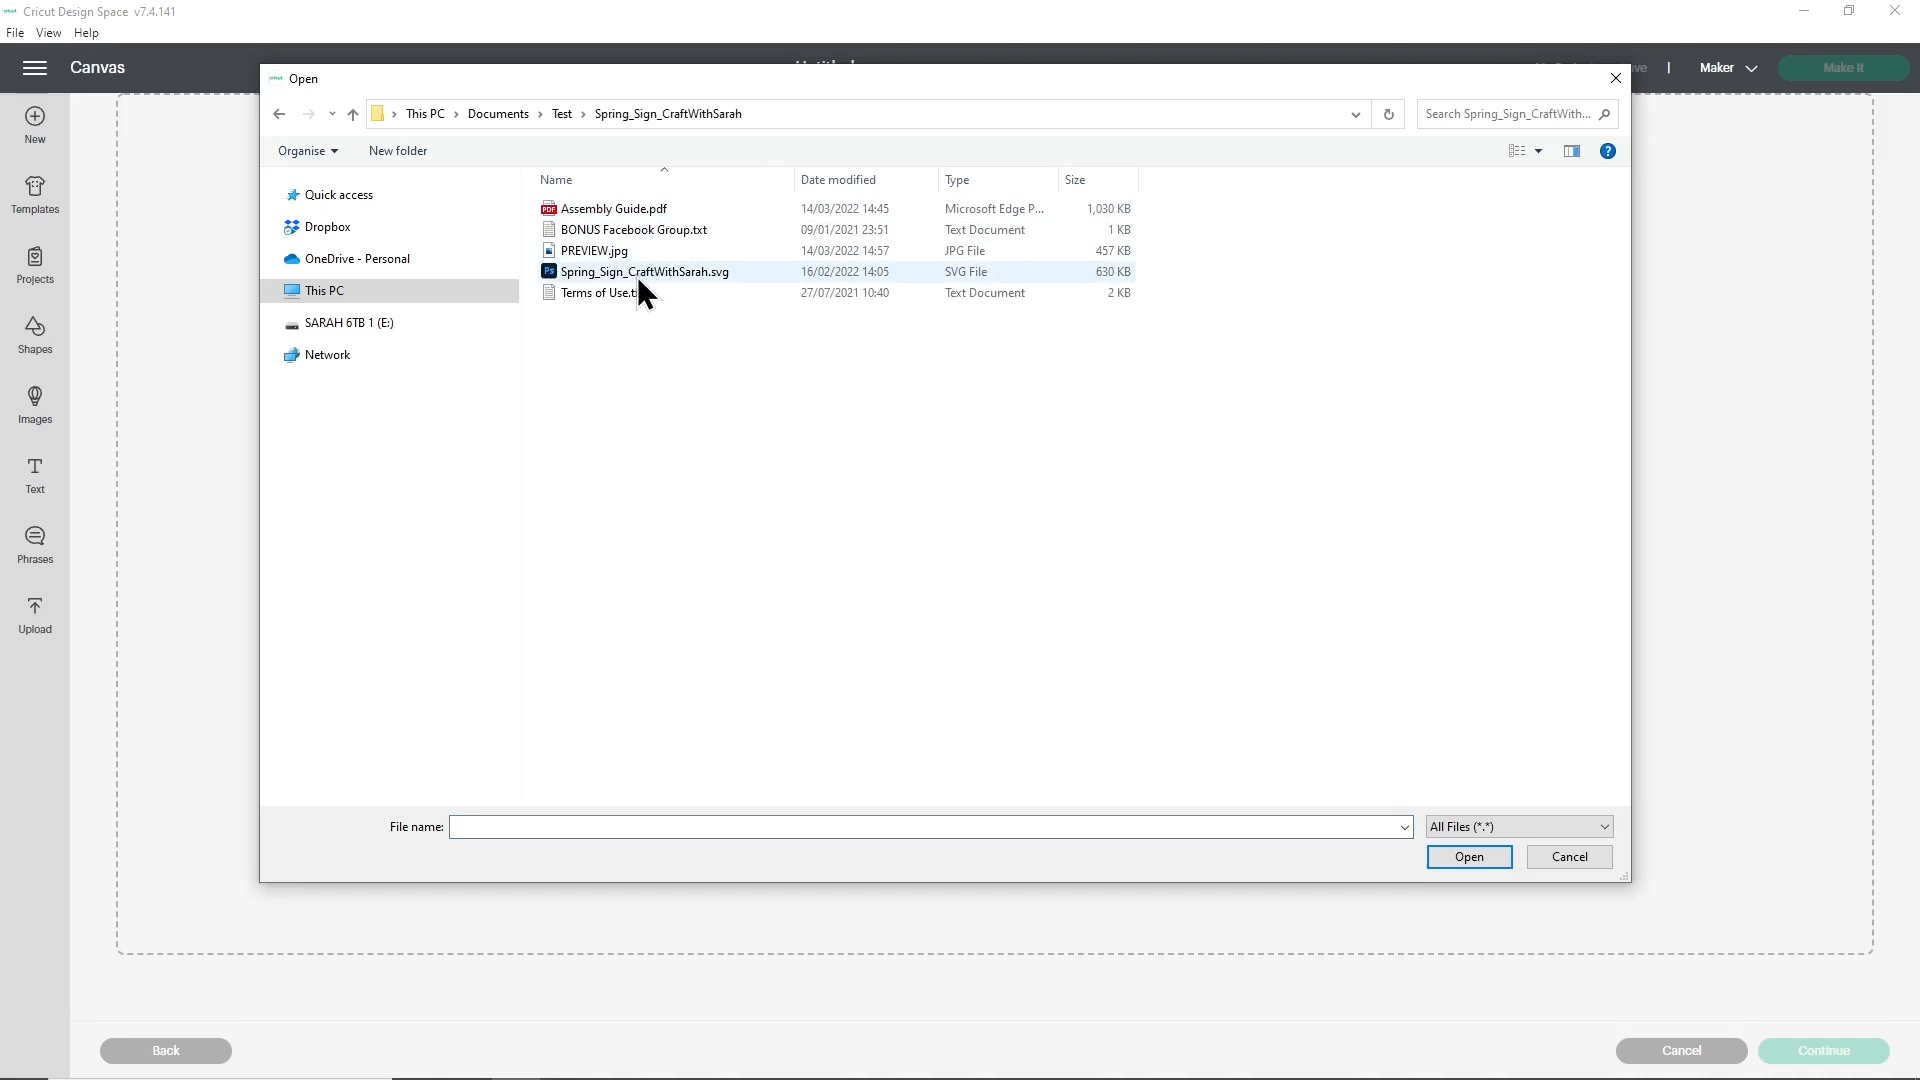 Cricut Design Space v7.4.141
File View Help
Canvas
Maker
Make It
Open
This PC > Documents > Test > Spring_Sign_CraftWithSarah
Search Spring_Sign_CraftWith...
Organise
New folder
Name
Date modified
Type
Size
Assembly Guide.pdf 14/03/2022 14:45 Microsoft Edge P... 1,030 KB
BONUS Facebook Group.txt 09/01/2021 23:51 Text Document 1 KB
PREVIEW.jpg 14/03/2022 14:57 JPG File 457 KB
Ps Spring_Sign_CraftWithSarah.svg 16/02/2022 14:05 SVG File 630 KB
Terms of Use.t 27/07/2021 10:40 Text Document 2 KB
Quick access
Dropbox
OneDrive - Personal
This PC
SARAH 6TB 1 (E:)
Network
New
Templates
Projects
Shapes
Images
Text
Phrases
Upload
File name:
All Files (*.*)
Open
Cancel
Back
Cancel
Continue